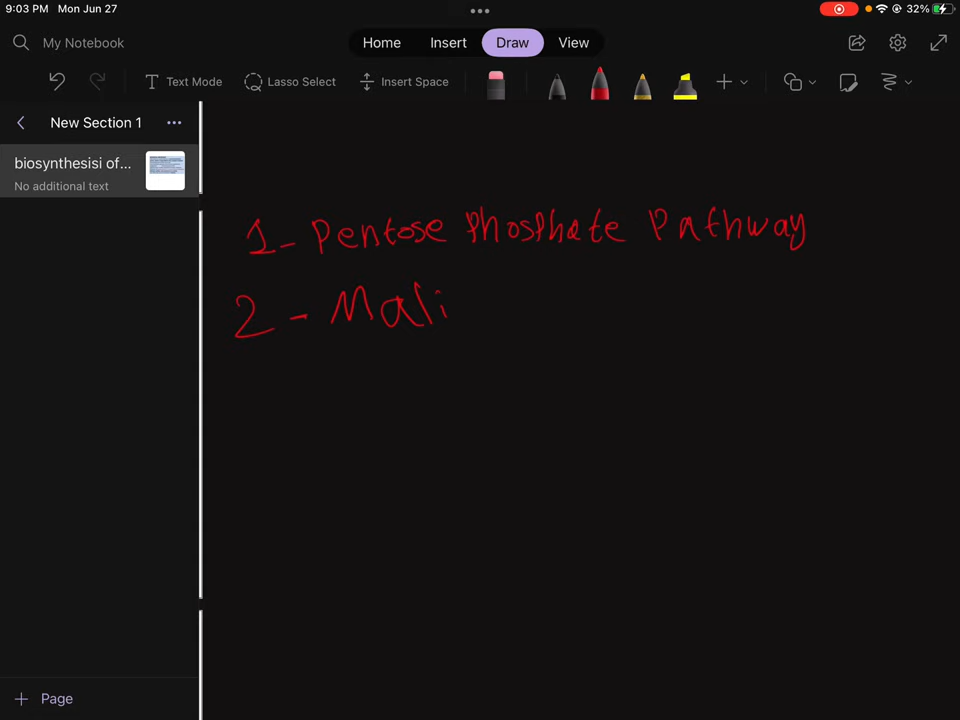 9:03 PM Mon Jun 27
32%
My Notebook
Home Insert Draw View
Text Mode Lasso Select Insert Space
New Section 1
biosynthesisi of...
No additional text
1- Pentose Phosphate Pathway
2 - Mali
Page